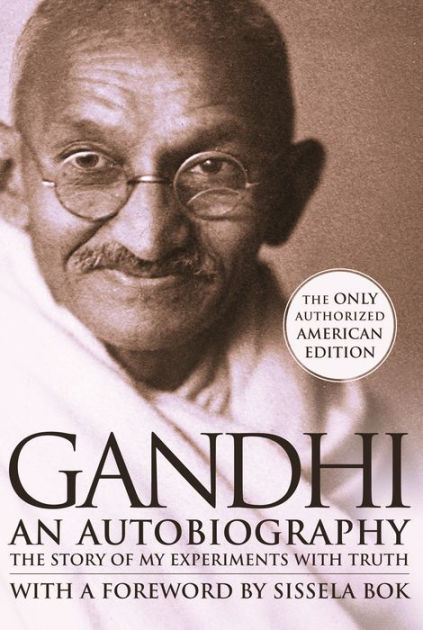 THE ONLY
AUTHORIZED
AMERICAN
EDITION
GANDHI
AN AUTOBIOGRAPHY
THE STORY OF MY EXPERIMENTS WITH TRUTH
WITH A FOREWORD BY SISSELA BOK